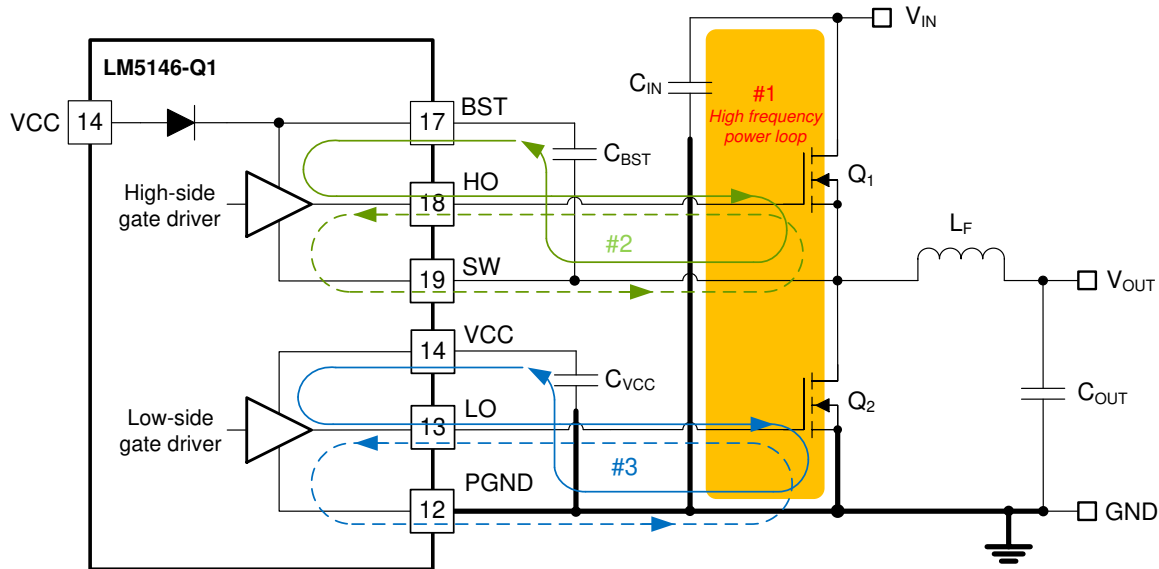 V_IN
LM5146-Q1
C_IN
#1
High frequency
power loop
VCC
14
17
BST
C_BST
High-side
gate driver
18
HO
Q_1
#2
L_F
19
SW
V_OUT
14
VCC
C_VCC
Low-side
gate driver
13
LO
Q_2
C_OUT
#3
12
PGND
GND